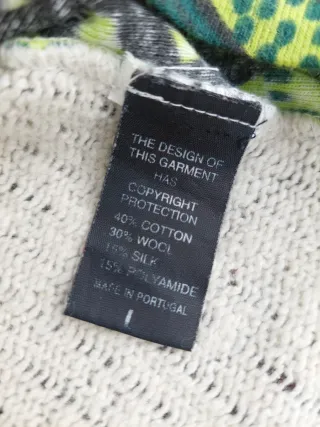 THE DESIGN OF
THIS GARMENT
HAS
COPYRIGHT
PROTECTION
40% COTTON
30% WOOL
15% SILK
15% POLYAMIDE
MADE IN PORTUGAL